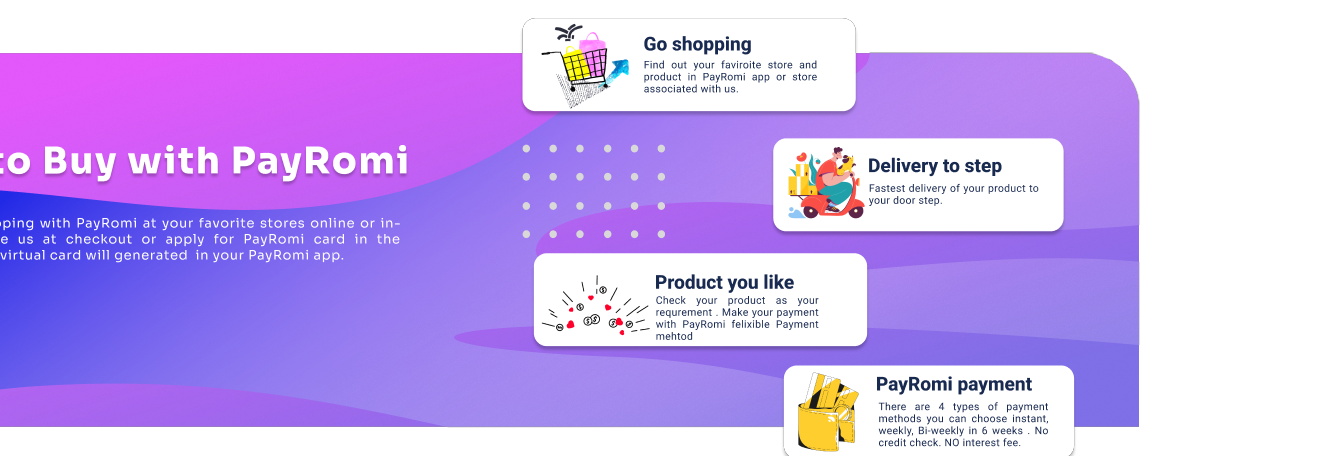 to Buy with PayRomi
pping with PayRomi at your favorite stores online or in-
e us at checkout or apply for PayRomi card in the
virtual card will generated in your PayRomi app.
Go shopping
Find out your faviroite store and
product in PayRomi app or store
associated with us.
Delivery to step
Fastest delivery of your product to
your door step.
Product you like
Check your product as your
requrement . Make your payment
with PayRomi felixible Payment
mehtod
PayRomi payment
There are 4 types of payment
methods you can choose instant,
weekly, Bi-weekly in 6 weeks . No
credit check. NO interest fee.